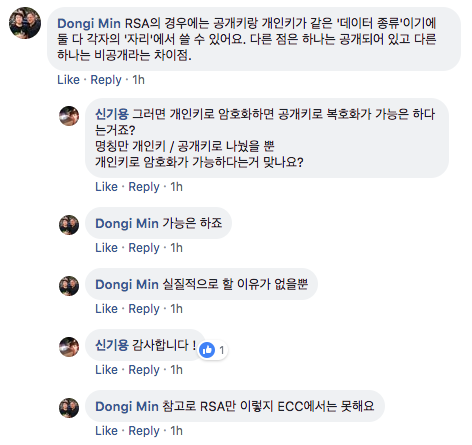 Dongi Min RSA의 경우에는 공개키랑 개인키가 같은 '데이터 종류'이기에
둘 다 각자의 '자리'에서 쓸 수 있어요. 다른 점은 하나는 공개되어 있고 다른
하나는 비공개라는 차이점.
Like · Reply · 1h
신기용 그러면 개인키로 암호화하면 공개키로 복호화가 가능은 하다
는거죠?
명칭만 개인키 / 공개키로 나눴을 뿐
개인키로 암호화가 가능하다는거 맞나요?
Like · Reply · 1h
Dongi Min 가능은 하죠
Like · Reply · 1h
Dongi Min 실질적으로 할 이유가 없을뿐
Like · Reply · 1h
신기용 감사합니다 !
1
Like · Reply · 1h
Dongi Min 참고로 RSA만 이렇지 ECC에서는 못해요
Like · Reply · 1h